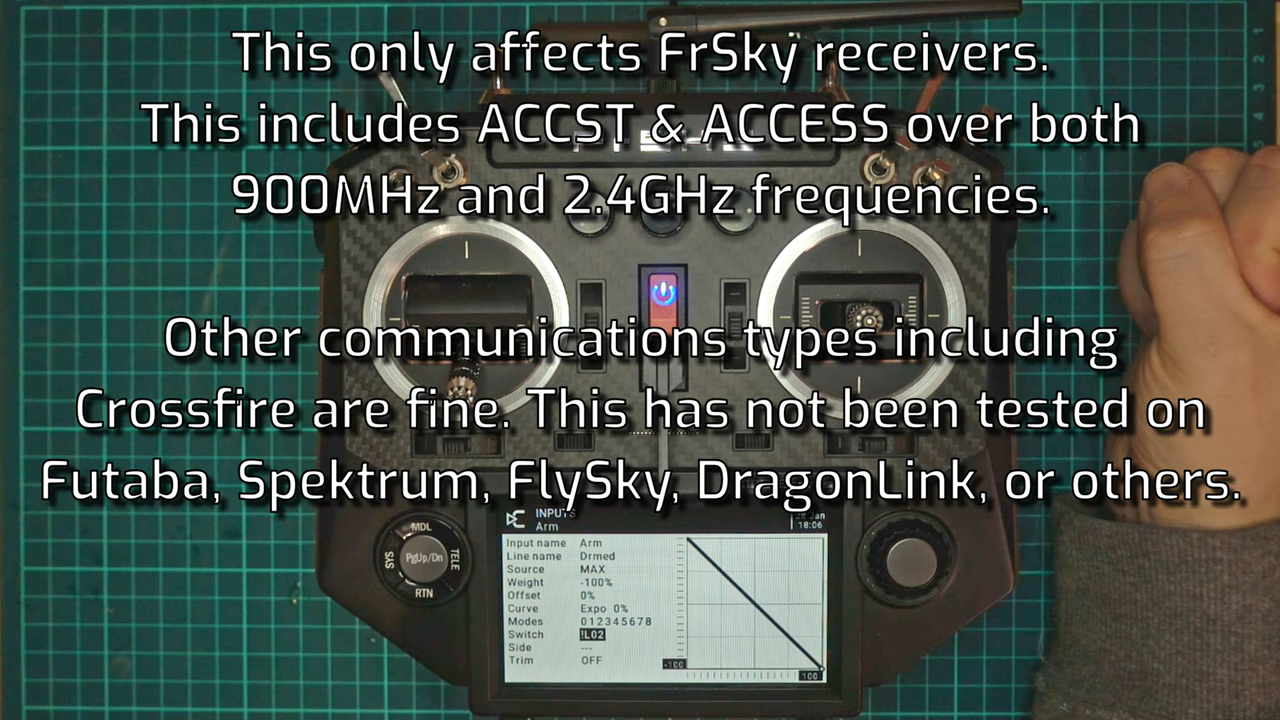 This only affects FrSky receivers.
This includes ACCST & ACCESS over both
900MHz and 2.4GHz frequencies.
Other communications types including
Crossfire are fine. This has not been tested on
Futaba, Spektrum, FlySky, DragonLink, or others.
INPUTS
Arm
Jan
18:06
Input name Arm
Line name Drmed
Source MAX
Weight -100%
Offset 0%
Curve Expo 0%
Modes 012345678
Switch !L02
Side ---
Trim OFF
-100
100
MDL
SYS
PgUp/Dn
TELE
RTN